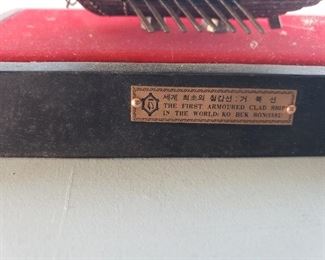 세계 최초의 철갑선 : 거 북 선
THE FIRST ARMOURED CLAD SHIP
IN THE WORLD: KO BUK SON(1592)